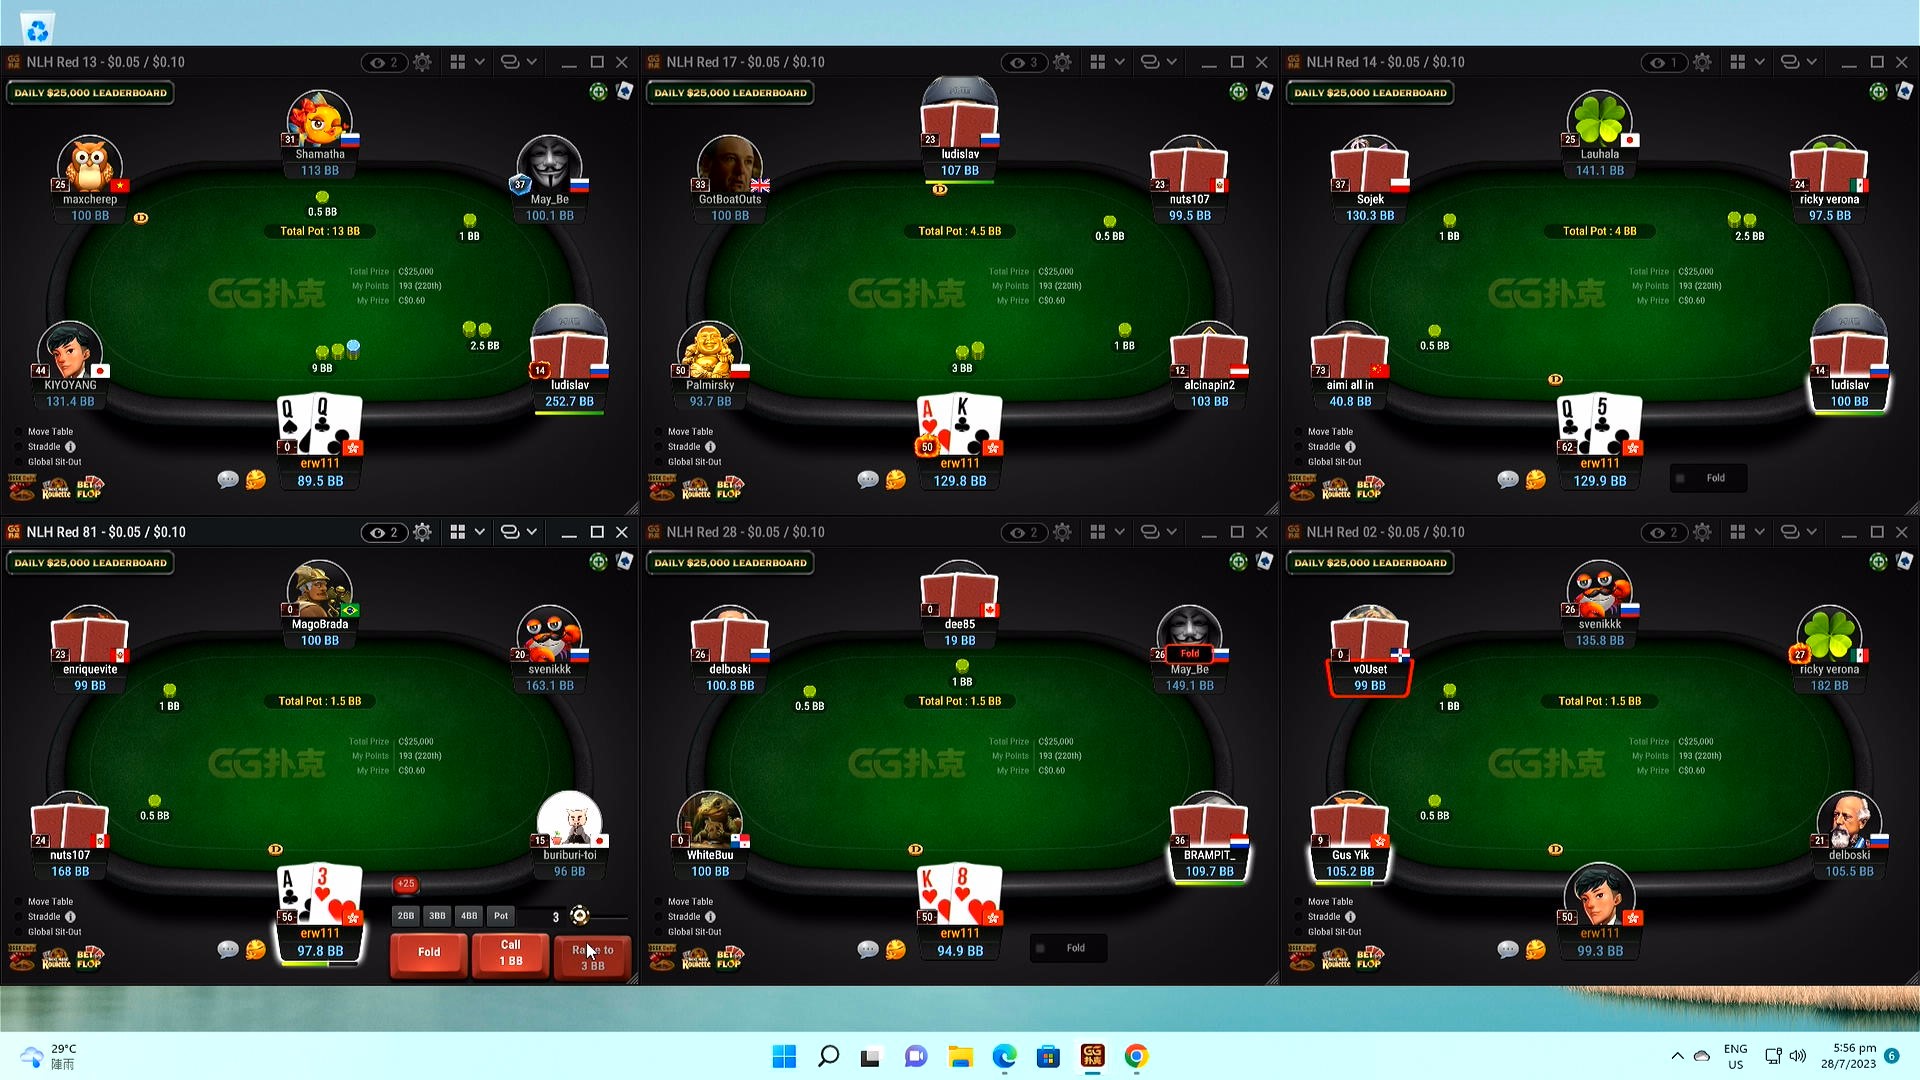 NLH Red 13 - $0.05 / $0.10
2
DAILY $25,000 LEADERBOARD
31
Shamatha
113 BB
25
maxcherep
100 BB
37
May_Be
100.1 BB
D
0.5 BB
1 BB
Total Pot : 13 BB
GG扑克
Total Prize C$25,000
My Points 193 (220th)
My Prize C$0.60
2.5 BB
9 BB
44
KIYOYANG
131.4 BB
14
ludislav
252.7 BB
Q Q
0
erw111
89.5 BB
Move Table
Straddle
Global Sit-Out
Roulette
BET FLOP
NLH Red 17 - $0.05 / $0.10
3
DAILY $25,000 LEADERBOARD
23
ludislav
107 BB
D
33
GotBoatOuts
100 BB
23
nuts107
99.5 BB
0.5 BB
Total Pot : 4.5 BB
GG扑克
Total Prize C$25,000
My Points 193 (220th)
My Prize C$0.60
1 BB
3 BB
50
Palmirsky
93.7 BB
12
alcinapin2
103 BB
A K
50
erw111
129.8 BB
Move Table
Straddle
Global Sit-Out
Roulette
BET FLOP
NLH Red 14 - $0.05 / $0.10
1
DAILY $25,000 LEADERBOARD
25
Lauhala
141.1 BB
37
Sojek
130.3 BB
24
ricky verona
97.5 BB
1 BB
2.5 BB
Total Pot : 4 BB
GG扑克
Total Prize C$25,000
My Points 193 (220th)
My Prize C$0.60
0.5 BB
D
73
aimi all in
40.8 BB
14
ludislav
100 BB
Q 5
62
erw111
129.9 BB
Move Table
Straddle
Global Sit-Out
Roulette
BET FLOP
Fold
NLH Red 81 - $0.05 / $0.10
2
DAILY $25,000 LEADERBOARD
0
MagoBrada
100 BB
23
enriquevite
99 BB
20
svenikkk
163.1 BB
1 BB
Total Pot : 1.5 BB
GG扑克
Total Prize C$25,000
My Points 193 (220th)
My Prize C$0.60
0.5 BB
D
24
nuts107
168 BB
15
buriburi-toi
96 BB
A 3
56
erw111
97.8 BB
+25
2BB 3BB 4BB Pot 3
Fold
Call
1 BB
3 BB
Move Table
Straddle
Global Sit-Out
Roulette
BET FLOP
NLH Red 28 - $0.05 / $0.10
2
DAILY $25,000 LEADERBOARD
0
dee85
19 BB
26
delboski
100.8 BB
26
Fold
May_Be
149.1 BB
1 BB
0.5 BB
Total Pot : 1.5 BB
GG扑克
Total Prize C$25,000
My Points 193 (220th)
My Prize C$0.60
D
0
WhiteBuu
100 BB
36
BRAMPIT_
109.7 BB
K 8
50
erw111
94.9 BB
Move Table
Straddle
Global Sit-Out
Roulette
BET FLOP
Fold
NLH Red 02 - $0.05 / $0.10
2
DAILY $25,000 LEADERBOARD
26
svenikkk
135.8 BB
0
v0Uset
99 BB
27
ricky verona
182 BB
1 BB
Total Pot : 1.5 BB
GG扑克
Total Prize C$25,000
My Points 193 (220th)
My Prize C$0.60
0.5 BB
D
9
Gus Yik
105.2 BB
21
delboski
105.5 BB
50
erw111
99.3 BB
Move Table
Straddle
Global Sit-Out
Roulette
BET FLOP
29°C
陣雨
GG扑克
ENG
US
5:56 pm
28/7/2023
6